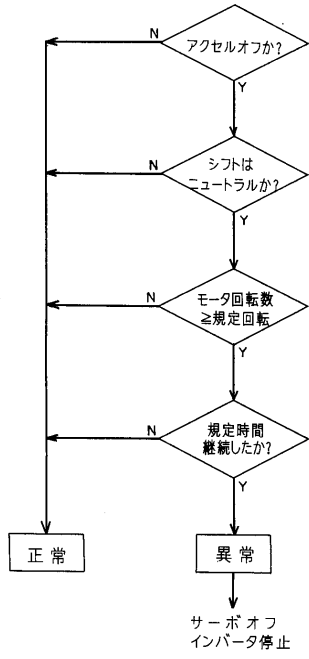 アクセルオフか?
N
Y
シフトは
ニュートラルか?
N
Y
モータ回転数
≧規定回転
N
Y
規定時間
継続したか?
N
Y
正常
異常
サーボオフ
インバータ停止